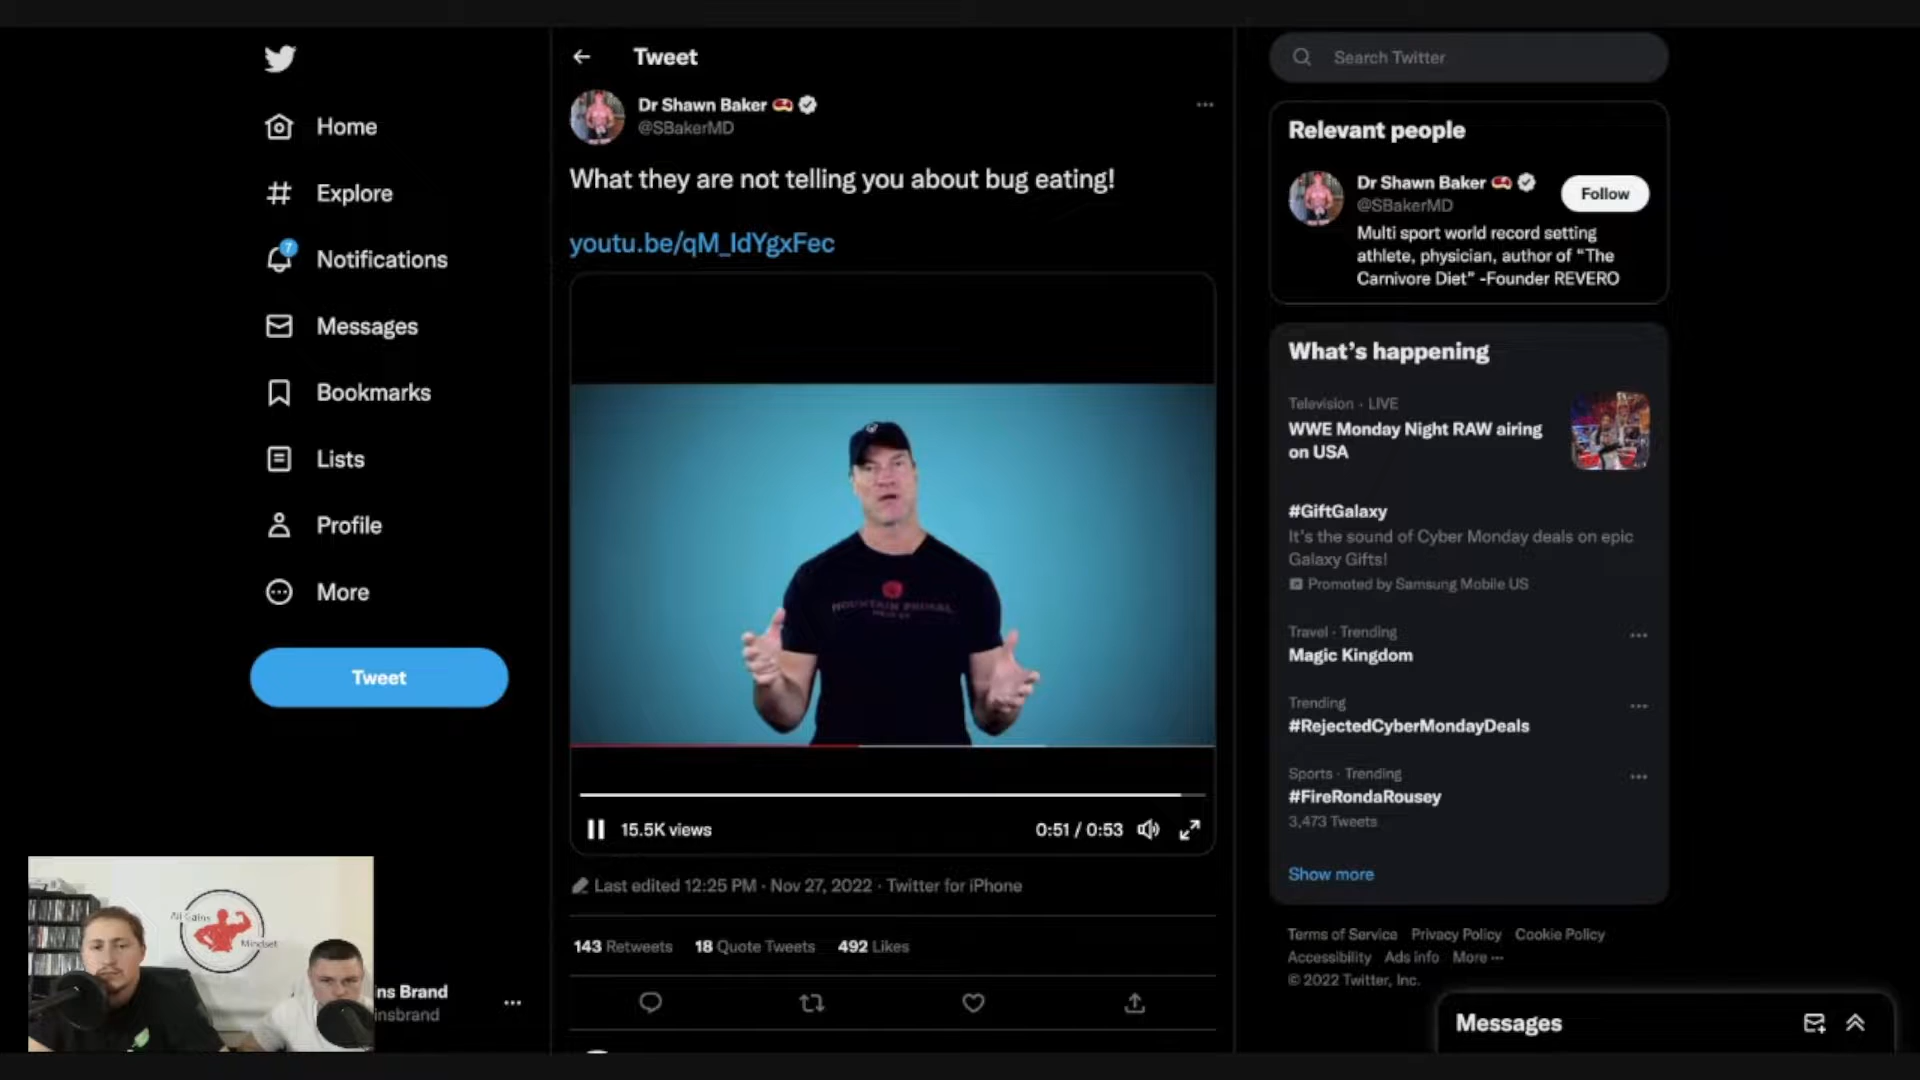 Home
Explore
7
Notifications
Messages
Bookmarks
Lists
Profile
More
Tweet
Tweet
Dr Shawn Baker
@SBakerMD
What they are not telling you about bug eating!
youtu.be/qM_IdYgxFec
MOUNTAIN PRIMAL
15.5K views
0:51 / 0:53
Last edited 12:25 PM · Nov 27, 2022 · Twitter for iPhone
143 Retweets 18 Quote Tweets 492 Likes
Search Twitter
Relevant people
Dr Shawn Baker
@SBakerMD
Follow
Multi sport world record setting
athlete, physician, author of “The
Carnivore Diet” -Founder REVERO
What’s happening
Television · LIVE
WWE Monday Night RAW airing
on USA
#GiftGalaxy
It’s the sound of Cyber Monday deals on epic
Galaxy Gifts!
Promoted by Samsung Mobile US
Travel · Trending
Magic Kingdom
Trending
#RejectedCyberMondayDeals
Sports · Trending
#FireRondaRousey
3,473 Tweets
Show more
Terms of Service Privacy Policy Cookie Policy
Accessibility Ads info More ···
© 2022 Twitter, Inc.
Messages
All Gains
Mindset
ns Brand
insbrand